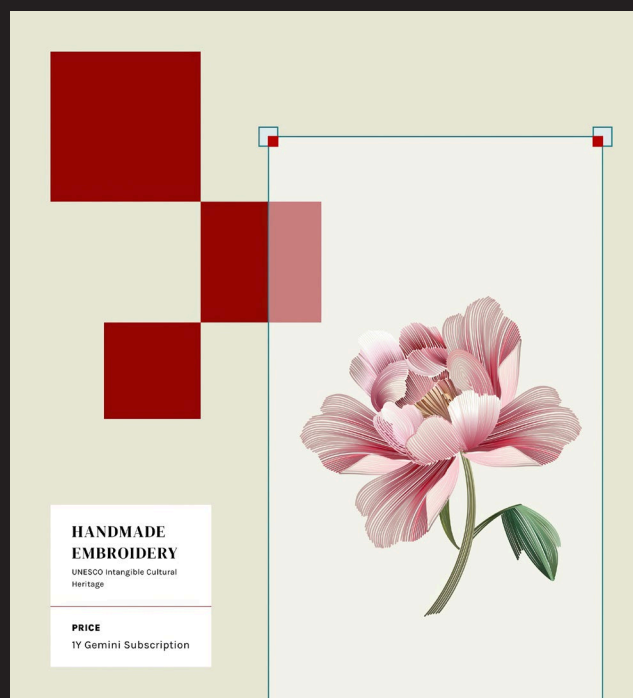 HANDMADE
EMBROIDERY
UNESCO Intangible Cultural
Heritage
PRICE
1Y Gemini Subscription